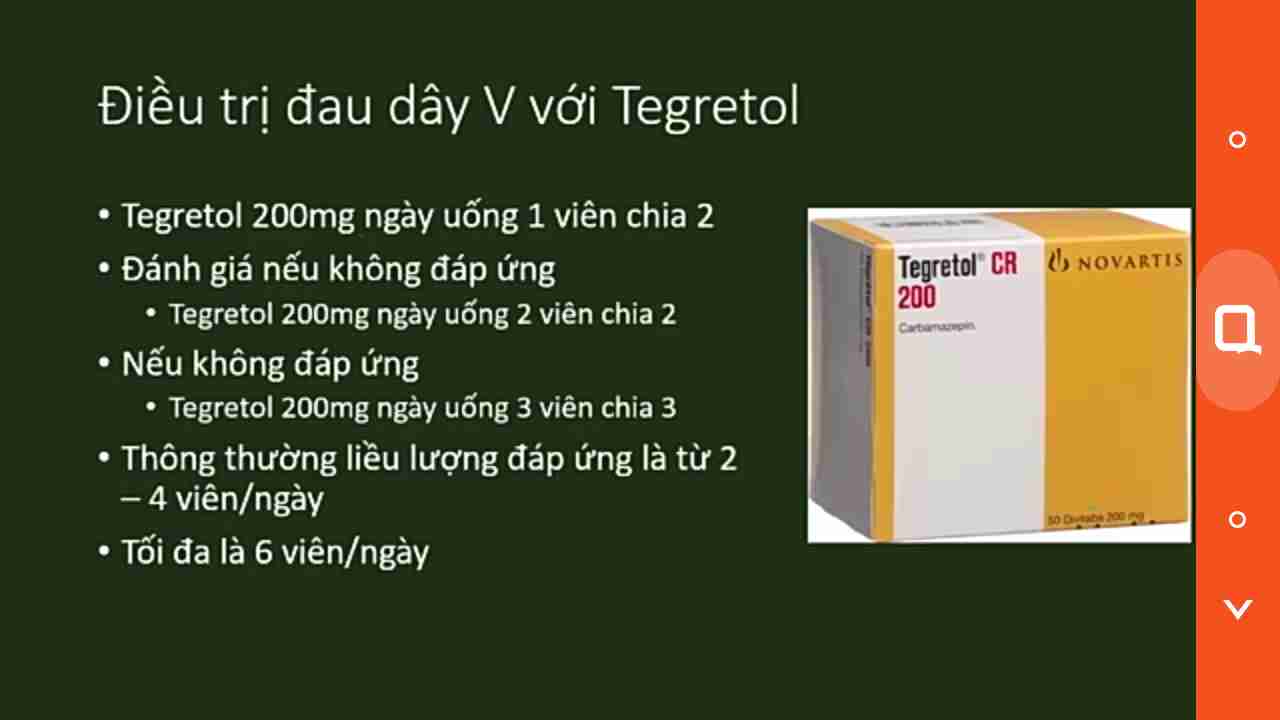 Điều trị đau dây V với Tegretol
• Tegretol 200mg ngày uống 1 viên chia 2
• Đánh giá nếu không đáp ứng
• Tegretol 200mg ngày uống 2 viên chia 2
• Nếu không đáp ứng
• Tegretol 200mg ngày uống 3 viên chia 3
• Thông thường liều lượng đáp ứng là từ 2
– 4 viên/ngày
• Tối đa là 6 viên/ngày
Tegretol® CR
200
Carbamazepin
NOVARTIS
50 Divitabs 200 mg